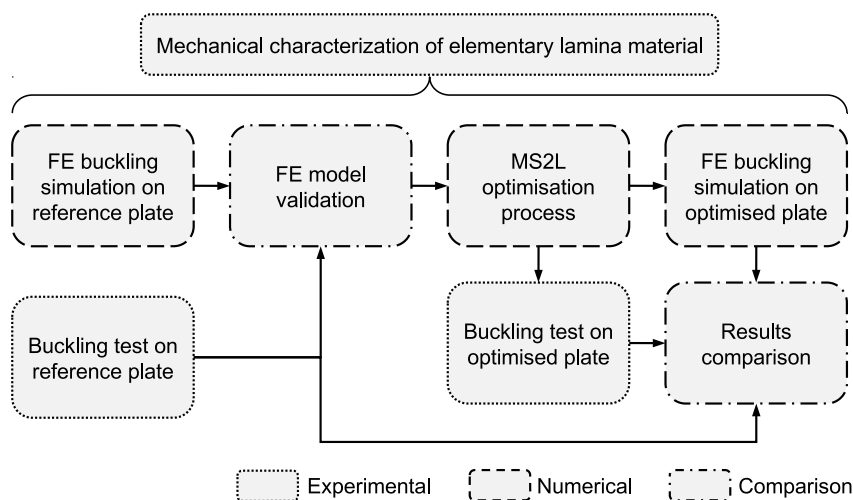 Mechanical characterization of elementary lamina material
FE buckling
simulation on
reference plate
FE model
validation
MS2L
optimisation
process
FE buckling
simulation on
optimised plate
Buckling test on
reference plate
Buckling test on
optimised plate
Results
comparison
Experimental
Numerical
Comparison